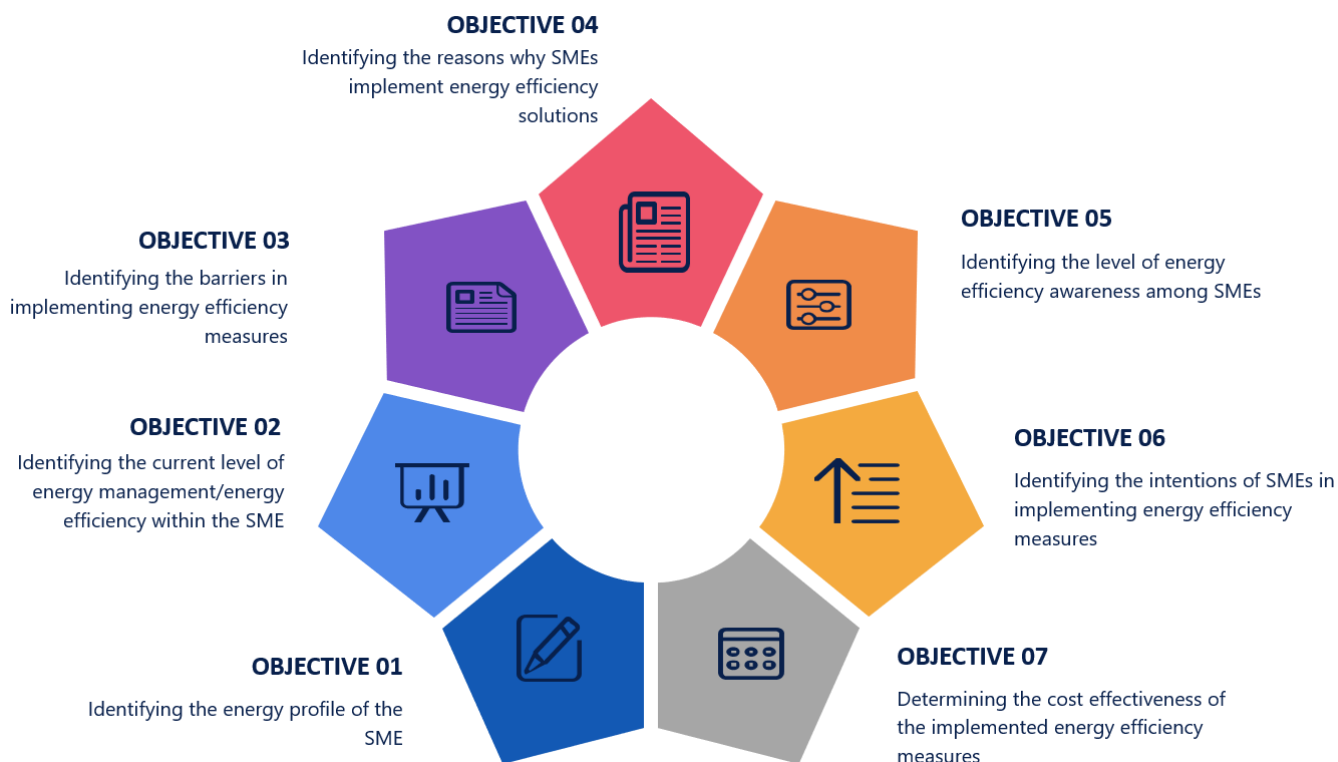 OBJECTIVE 04
Identifying the reasons why SMEs
implement energy efficiency
solutions
OBJECTIVE 03
Identifying the barriers in
implementing energy efficiency
measures
OBJECTIVE 05
Identifying the level of energy
efficiency awareness among SMEs
OBJECTIVE 02
Identifying the current level of
energy management/energy
efficiency within the SME
OBJECTIVE 06
Identifying the intentions of SMEs in
implementing energy efficiency
measures
OBJECTIVE 01
Identifying the energy profile of the
SME
OBJECTIVE 07
Determining the cost effectiveness of
the implemented energy efficiency
measures